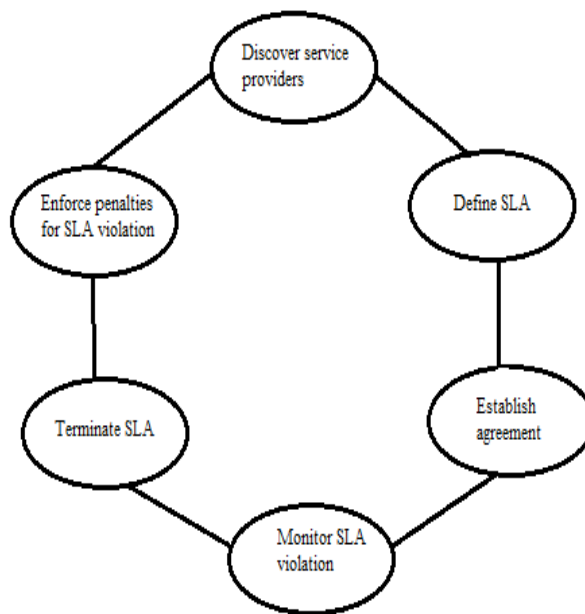 Discover service
providers
Define SLA
Establish
agreement
Monitor SLA
violation
Terminate SLA
Enforce penalties
for SLA violation